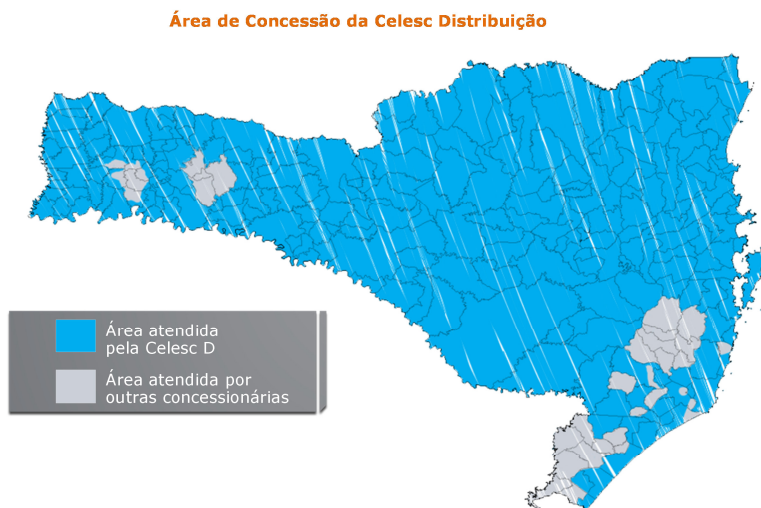 Área de Concessão da Celesc Distribuição
Área atendida
pela Celesc D
Área atendida por
outras concessionárias